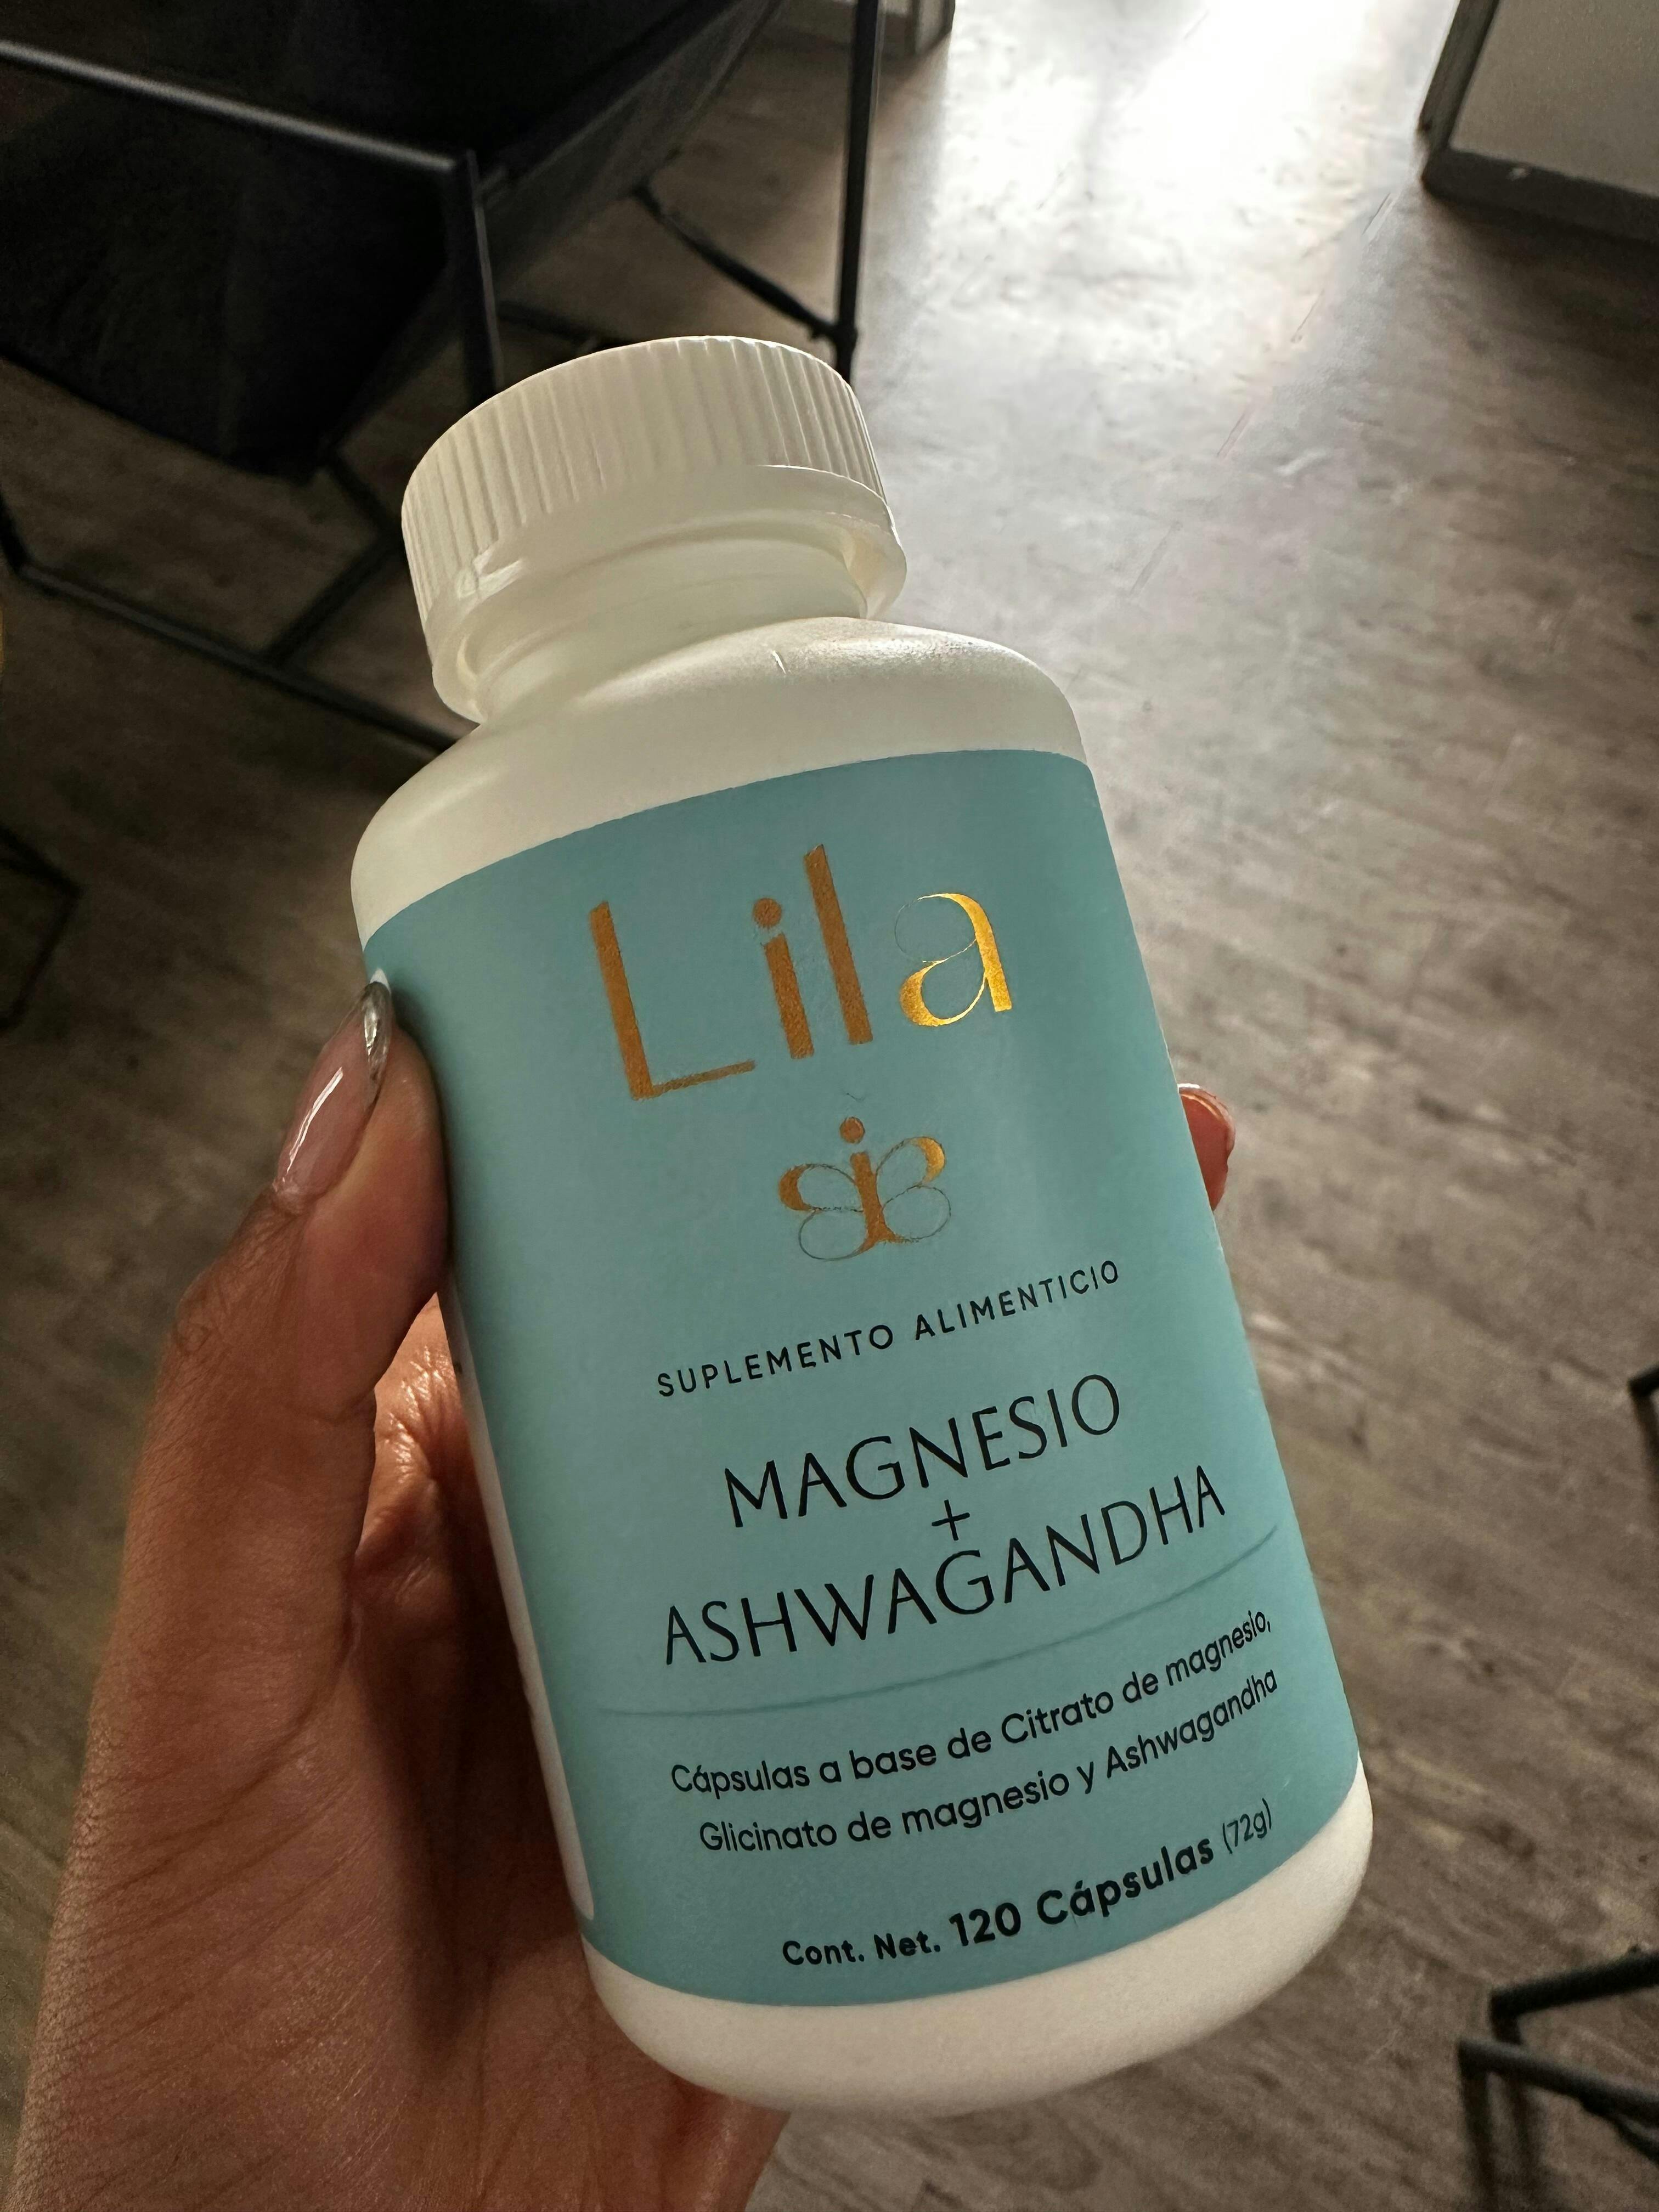 Lila
SUPLEMENTO ALIMENTICIO
MAGNESIO
+
ASHWAGANDHA
Cápsulas a base de Citrato de magnesio,
Glicinato de magnesio y Ashwagandha
Cont. Net. 120 Cápsulas (72g)